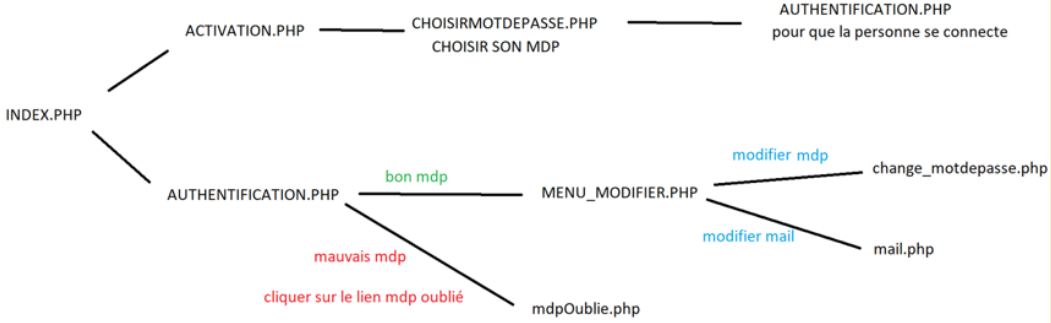 ACTIVATION.PHP
CHOISIRMOTDEPASSE.PHP
CHOISIR SON MDP
AUTHENTIFICATION.PHP
pour que la personne se connecte
INDEX.PHP
AUTHENTIFICATION.PHP
bon mdp
MENU_MODIFIER.PHP
modifier mdp
change_motdepasse.php
modifier mail
mail.php
mauvais mdp
cliquer sur le lien mdp oublié
mdpOublie.php